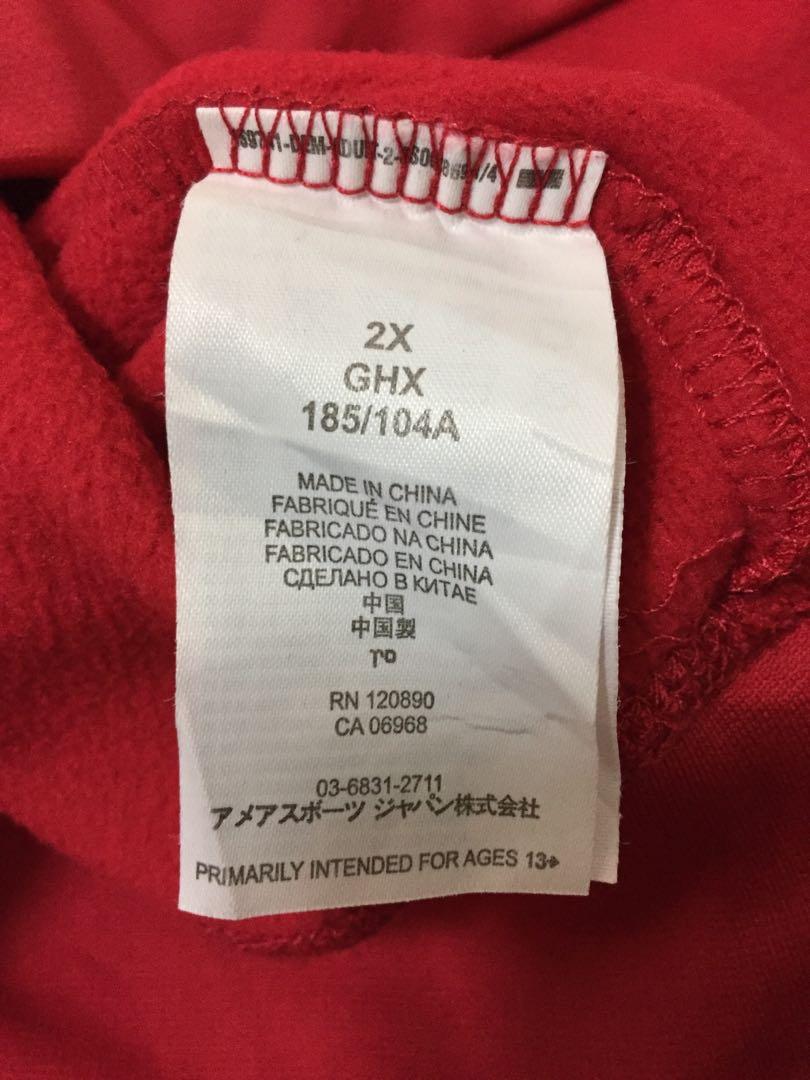 2X
GHX
185/104A
MADE IN CHINA
FABRIQUÉ EN CHINE
FABRICADO NA CHINA
FABRICADO EN CHINA
СДЕЛАНО В КИТАЕ
中国
中国製
סין
RN 120890
CA 06968
03-6831-2711
アメアスポーツ ジャパン株式会社
PRIMARILY INTENDED FOR AGES 13+